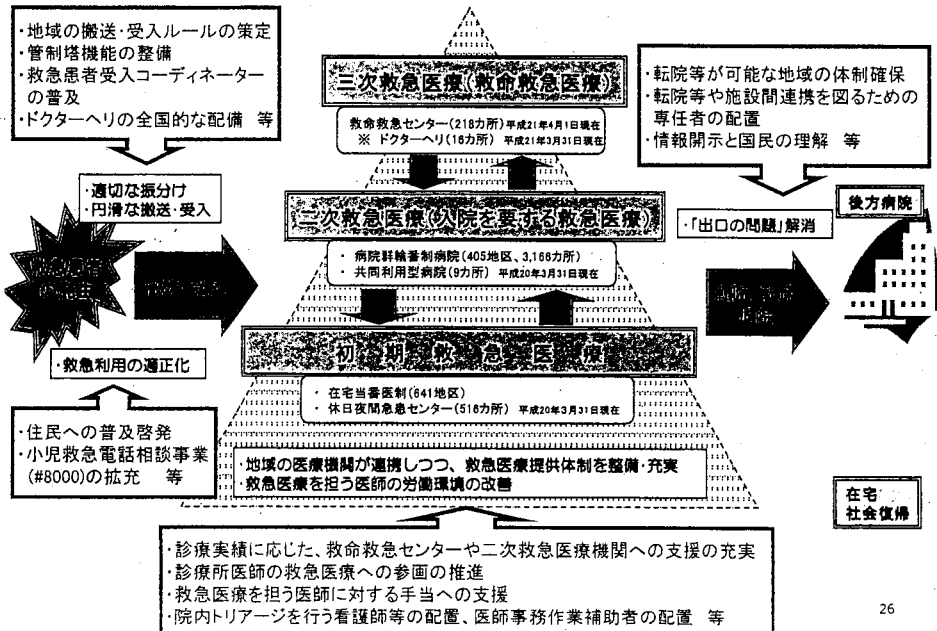 ・地域の搬送・受入ルールの策定
・管制塔機能の整備
・救急患者受入コーディネーター
の普及
・ドクターヘリの全国的な配備 等
三次救急医療(救命救急医療)
救命救急センター(218カ所) 平成21年4月1日現在
※ ドクターヘリ(16カ所) 平成21年3月31日現在
・転院等が可能な地域の体制確保
・転院等や施設間連携を図るための
専任者の配置
・情報開示と国民の理解 等
・適切な振分け
・円滑な搬送・受入
二次救急医療(入院を要する救急医療)
・ 病院群輪番制病院(405地区、3,166カ所)
・ 共同利用型病院(9カ所) 平成20年3月31日現在
・「出口の問題」解消
後方病院
初期救急医療
・ 在宅当番医制(641地区)
・ 休日夜間急患センター(516カ所) 平成20年3月31日現在
・救急利用の適正化
・住民への普及啓発
・小児救急電話相談事業
(#8000)の拡充 等
・地域の医療機関が連携しつつ、救急医療提供体制を整備・充実
・救急医療を担う医師の労働環境の改善
在宅
社会復帰
・診療実績に応じた、救命救急センターや二次救急医療機関への支援の充実
・診療所医師の救急医療への参画の推進
・救急医療を担う医師に対する手当への支援
・院内トリアージを行う看護師等の配置、医師事務作業補助者の配置 等
26